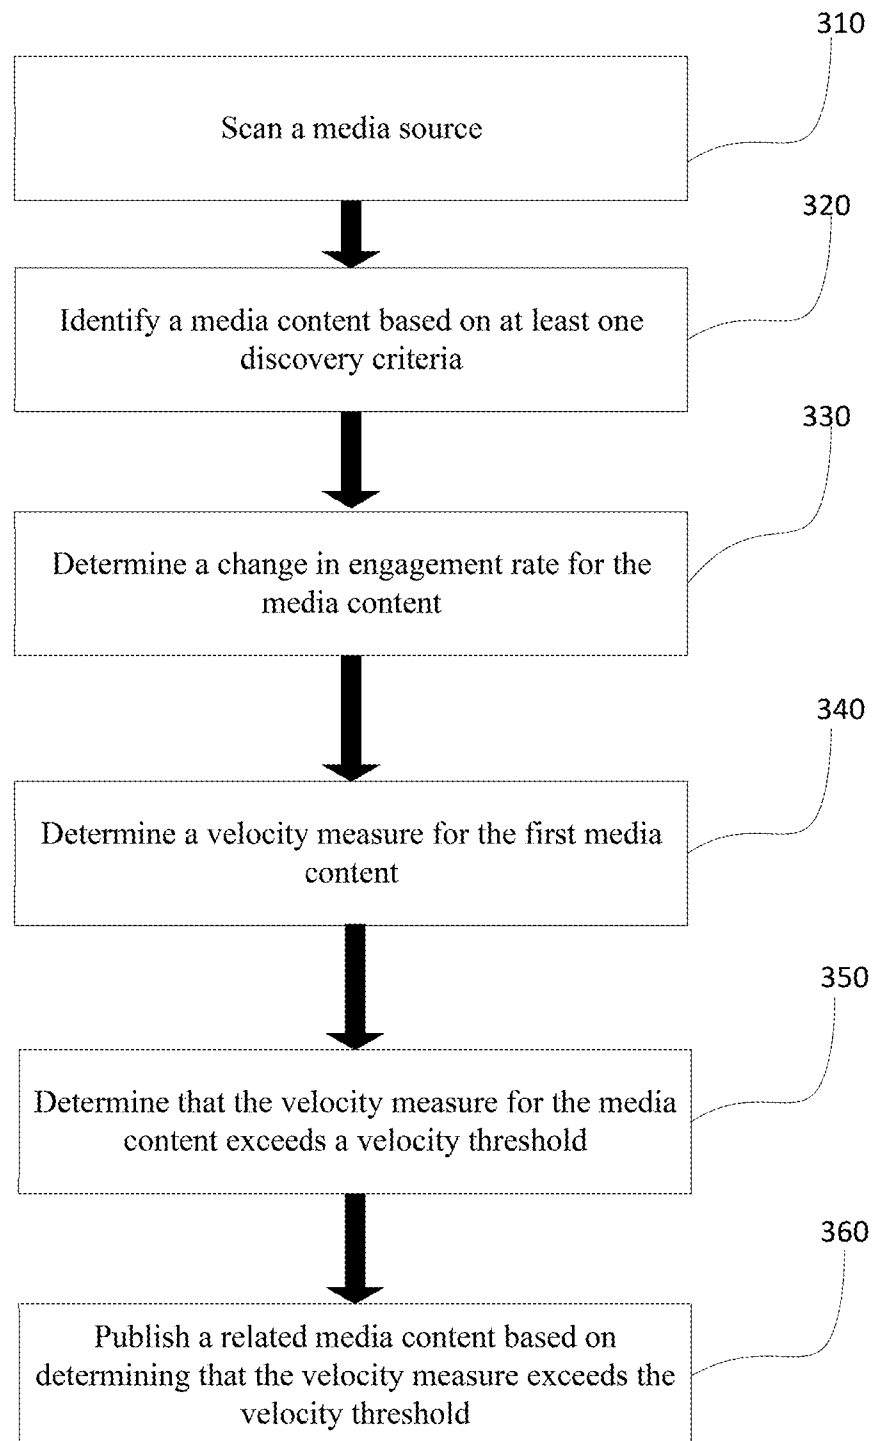 310
Scan a media source
320
Identify a media content based on at least one
discovery criteria
330
Determine a change in engagement rate for the
media content
340
Determine a velocity measure for the first media
content
350
Determine that the velocity measure for the media
content exceeds a velocity threshold
360
Publish a related media content based on
determining that the velocity measure exceeds the
velocity threshold